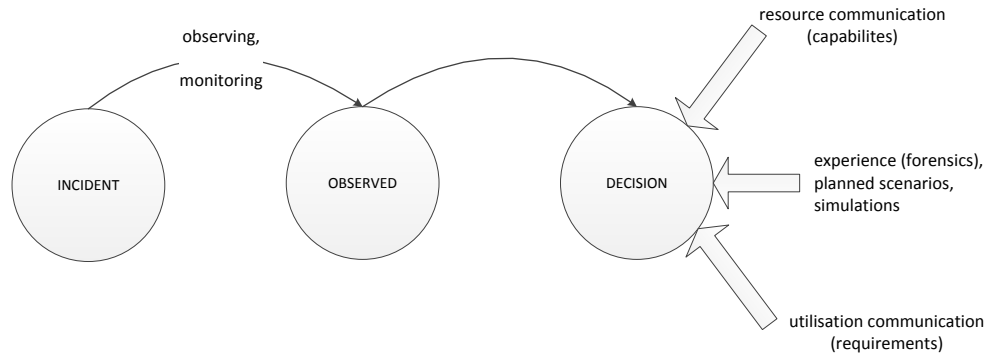 observing,
monitoring
INCIDENT
OBSERVED
DECISION
resource communication
(capabilites)
experience (forensics),
planned scenarios,
simulations
utilisation communication
(requirements)